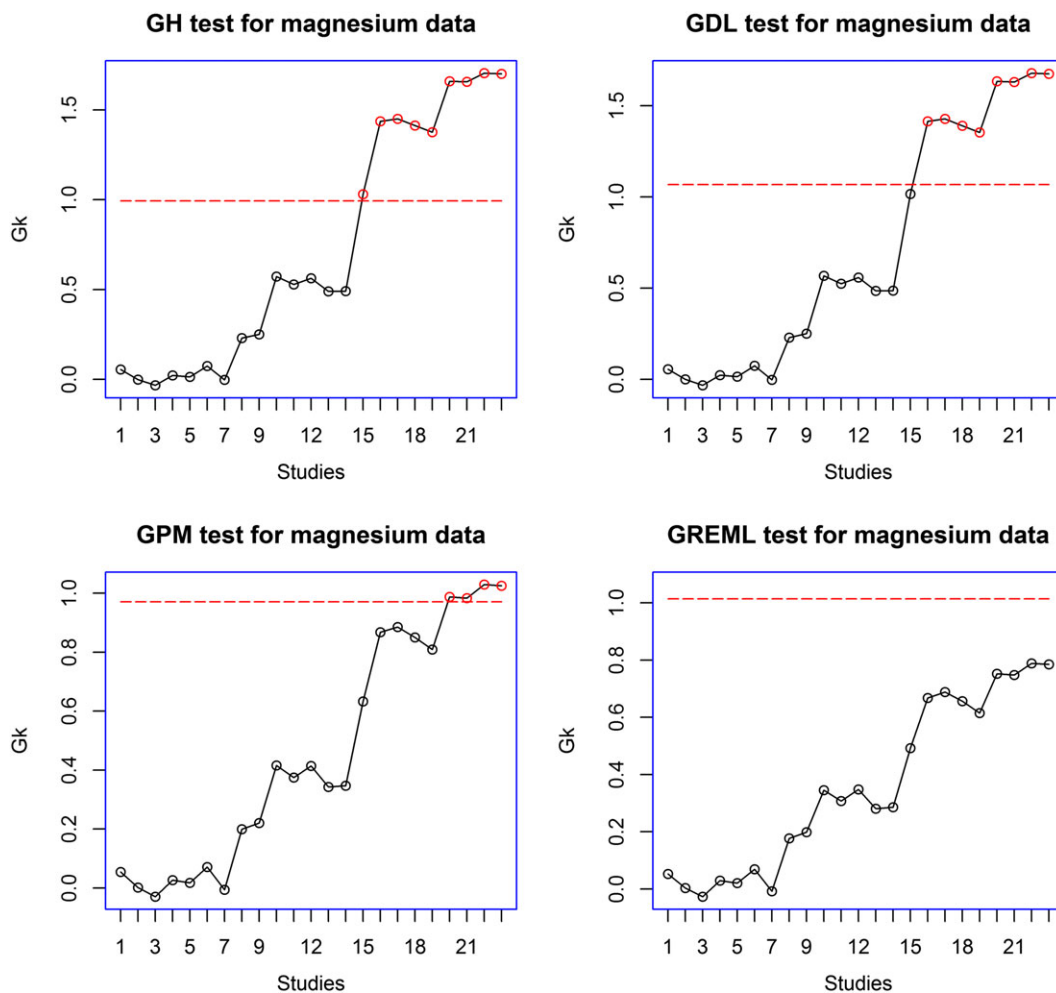 GH test for magnesium data
Gk
1.5
1.0
0.5
0.0
1 3 5 7 9 12 15 18 21
Studies
GDL test for magnesium data
Gk
1.5
1.0
0.5
0.0
1 3 5 7 9 12 15 18 21
Studies
GPM test for magnesium data
Gk
1.0
0.8
0.6
0.4
0.2
0.0
1 3 5 7 9 12 15 18 21
Studies
GREML test for magnesium data
Gk
1.0
0.8
0.6
0.4
0.2
0.0
1 3 5 7 9 12 15 18 21
Studies